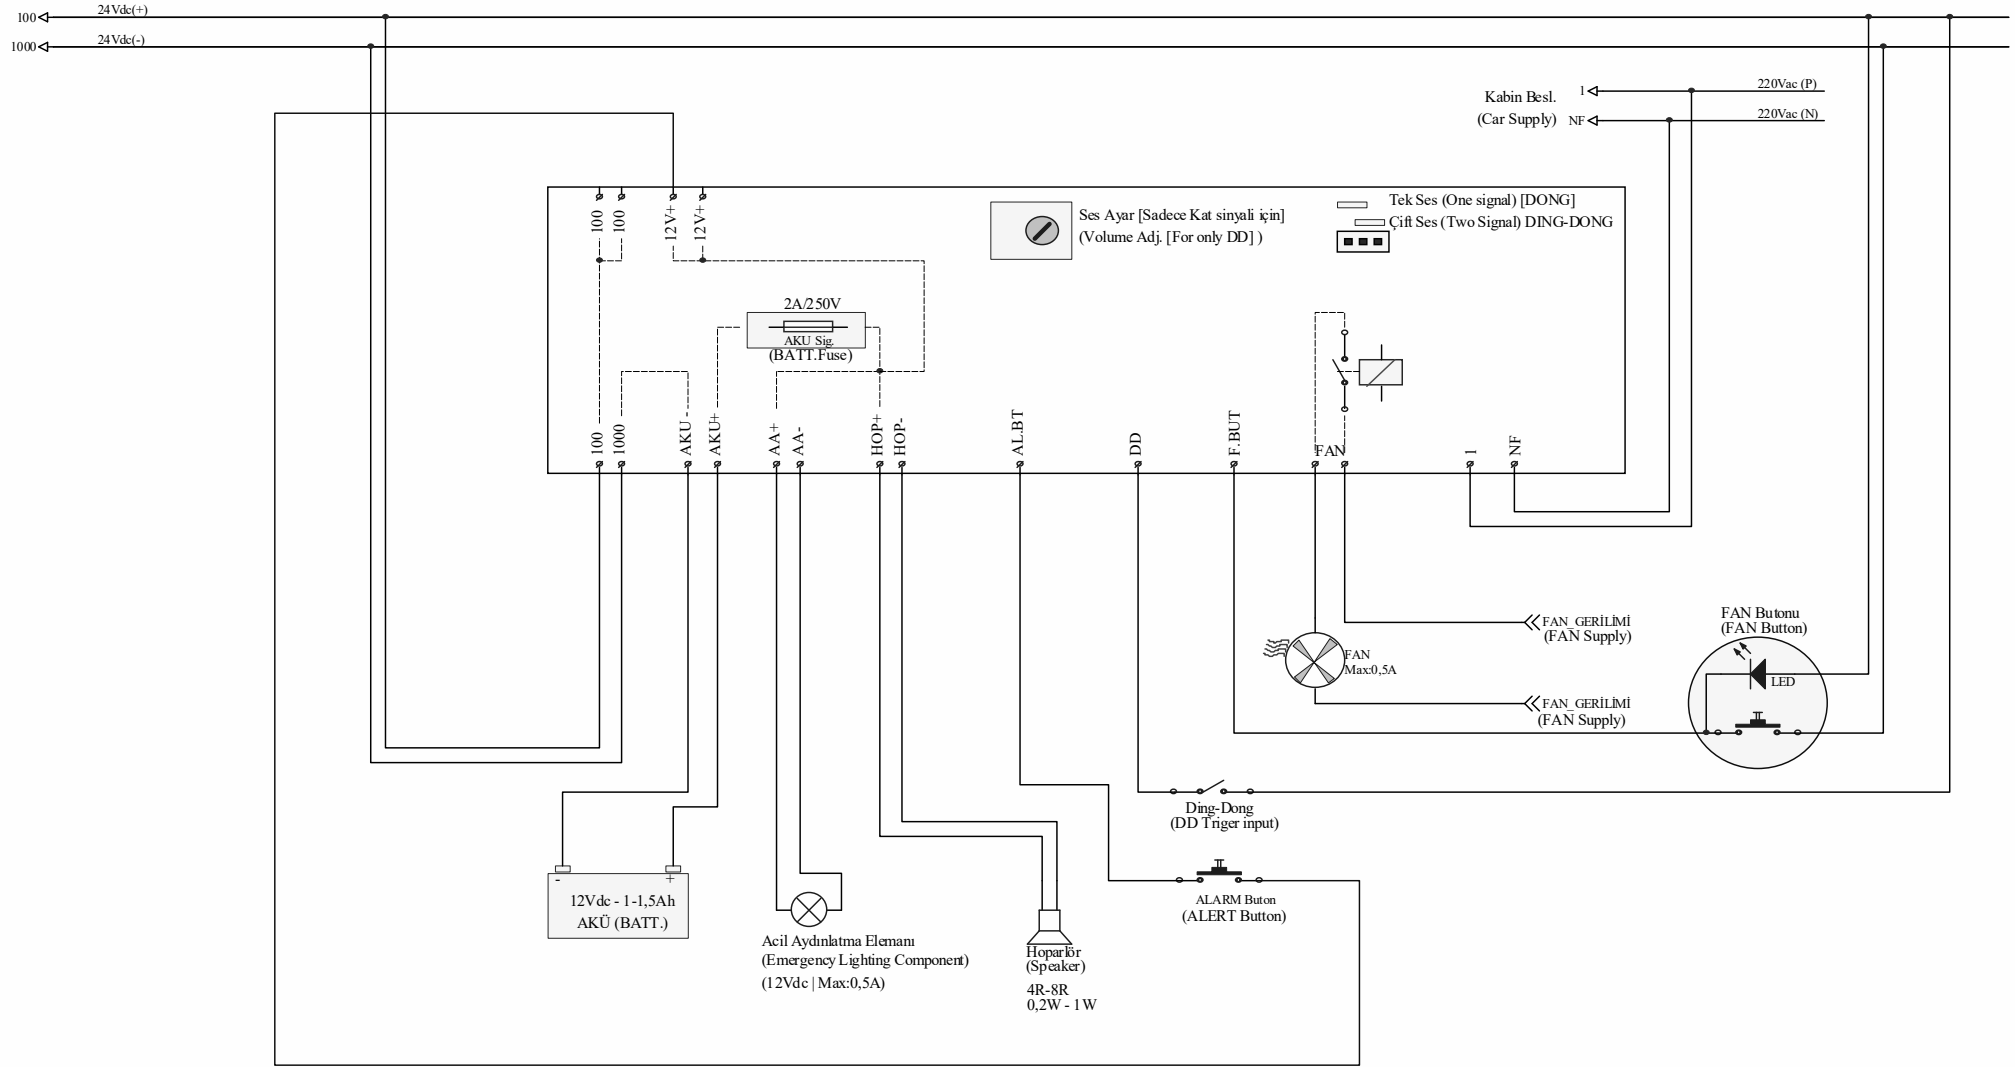 100
24Vdc(+)
1000
24Vdc(-)
Kabin Besl.
(Car Supply)
1
220Vac (P)
NF
220Vac (N)
100
100
12V+
12V+
Ses Ayar [Sadece Kat sinyali için]
(Volume Adj. [For only DD] )
Tek Ses (One signal) [DONG]
Çift Ses (Two Signal) DING-DONG
2A/250V
AKU Sig.
(BATT.Fuse)
100
1000
AKU -
AKU+
AA+
AA-
HOP+
HOP-
AL.BT
DD
F.BUT
FAN
1
NF
FAN_GERİLİMİ
(FAN Supply)
FAN
Max:0,5A
FAN_GERİLİMİ
(FAN Supply)
FAN Butonu
(FAN Button)
LED
Ding-Dong
(DD Triger input)
ALARM Buton
(ALERT Button)
- +
12Vdc - 1-1,5Ah
AKÜ (BATT.)
Acil Aydınlatma Elemanı
(Emergency Lighting Component)
(12Vdc | Max:0,5A)
Hoparlör
(Speaker)
4R-8R
0,2W - 1W